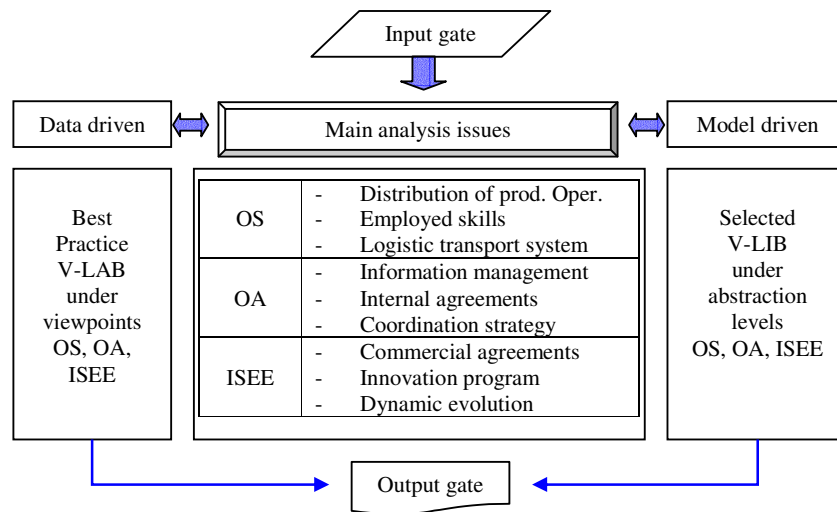 Input gate
Data driven
Main analysis issues
Model driven
Best
Practice
V-LAB
under
viewpoints
OS, OA,
ISEE
OS
- Distribution of prod. Oper.
- Employed skills
- Logistic transport system
OA
- Information management
- Internal agreements
- Coordination strategy
ISEE
- Commercial agreements
- Innovation program
- Dynamic evolution
Selected
V-LIB
under
abstraction
levels
OS, OA, ISEE
Output gate